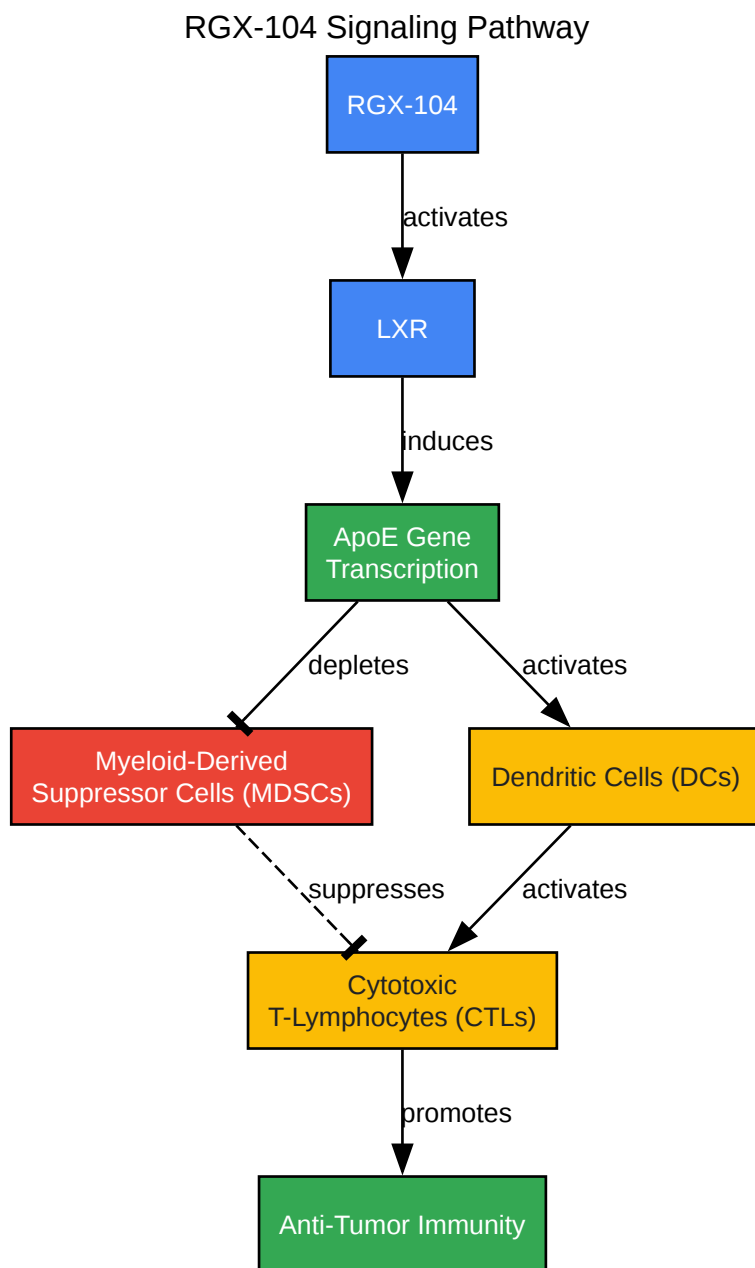 RGX-104 Signaling Pathway
RGX-104
activates
LXR
induces
ApoE Gene
Transcription
depletes
activates
Myeloid-Derived
Suppressor Cells (MDSCs)
Dendritic Cells (DCs)
suppresses
activates
Cytotoxic
T-Lymphocytes (CTLs)
promotes
Anti-Tumor Immunity